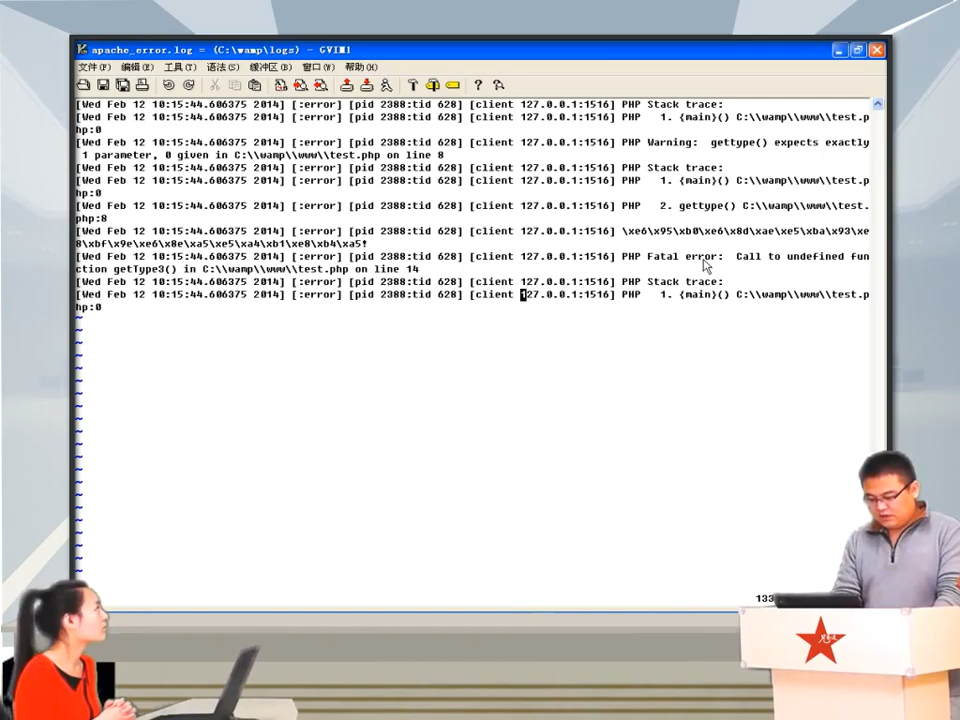 apache_error.log = (C:\wamp\logs) - GVIM1
文件(F) 编辑(E) 工具(T) 语法(S) 缓冲区(B) 窗口(W) 帮助(H)
[Wed Feb 12 10:15:44.606375 2014] [:error] [pid 2388:tid 628] [client 127.0.0.1:1516] PHP Stack trace:
[Wed Feb 12 10:15:44.606375 2014] [:error] [pid 2388:tid 628] [client 127.0.0.1:1516] PHP   1. {main}() C:\\wamp\\www\\test.p
hp:0
[Wed Feb 12 10:15:44.606375 2014] [:error] [pid 2388:tid 628] [client 127.0.0.1:1516] PHP Warning:  gettype() expects exactly
 1 parameter, 0 given in C:\\wamp\\www\\test.php on line 8
[Wed Feb 12 10:15:44.606375 2014] [:error] [pid 2388:tid 628] [client 127.0.0.1:1516] PHP Stack trace:
[Wed Feb 12 10:15:44.606375 2014] [:error] [pid 2388:tid 628] [client 127.0.0.1:1516] PHP   1. {main}() C:\\wamp\\www\\test.p
hp:0
[Wed Feb 12 10:15:44.606375 2014] [:error] [pid 2388:tid 628] [client 127.0.0.1:1516] PHP   2. gettype() C:\\wamp\\www\\test.
php:8
[Wed Feb 12 10:15:44.606375 2014] [:error] [pid 2388:tid 628] [client 127.0.0.1:1516] \xe6\x95\xb0\xe6\x8d\xae\xe5\xba\x93\xe
8\xbf\x9e\xe6\x8e\xa5\xe5\xa4\xb1\xe8\xb4\xa5!
[Wed Feb 12 10:15:44.606375 2014] [:error] [pid 2388:tid 628] [client 127.0.0.1:1516] PHP Fatal error:  Call to undefined fun
ction getType3() in C:\\wamp\\www\\test.php on line 14
[Wed Feb 12 10:15:44.606375 2014] [:error] [pid 2388:tid 628] [client 127.0.0.1:1516] PHP Stack trace:
[Wed Feb 12 10:15:44.606375 2014] [:error] [pid 2388:tid 628] [client 127.0.0.1:1516] PHP   1. {main}() C:\\wamp\\www\\test.p
hp:0
133